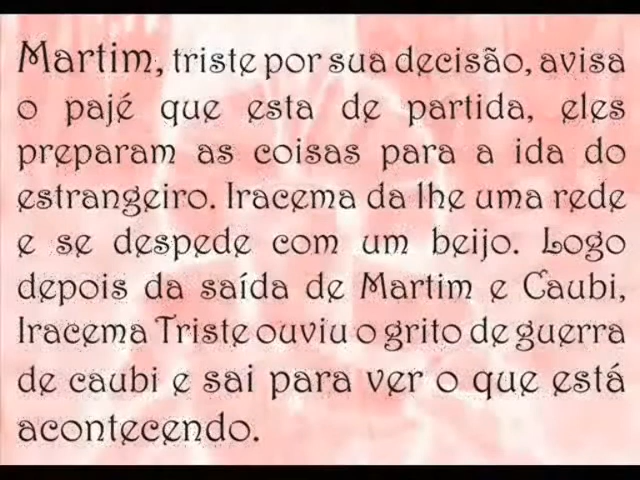 Martim, triste por sua decisão, avisa
o pajé que esta de partida, eles
preparam as coisas para a ida do
estrangeiro. Iracema da lhe uma rede
e se despede com um beijo. Logo
depois da saída de Martim e Caubi,
Iracema Triste ouviu o grito de guerra
de caubi e sai para ver o que está
acontecendo.